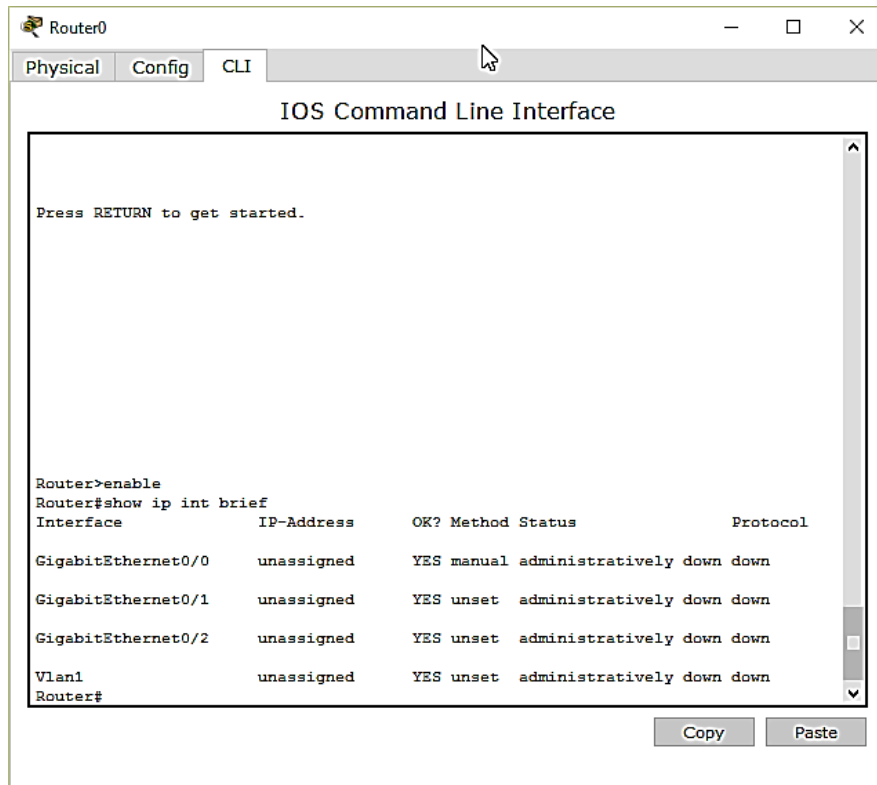 Router0
Physical Config CLI
IOS Command Line Interface
Press RETURN to get started.
Router>enable
Router#show ip int brief
Interface IP-Address OK? Method Status Protocol
GigabitEthernet0/0 unassigned YES manual administratively down down
GigabitEthernet0/1 unassigned YES unset administratively down down
GigabitEthernet0/2 unassigned YES unset administratively down down
Vlan1 unassigned YES unset administratively down down
Router#
Copy Paste